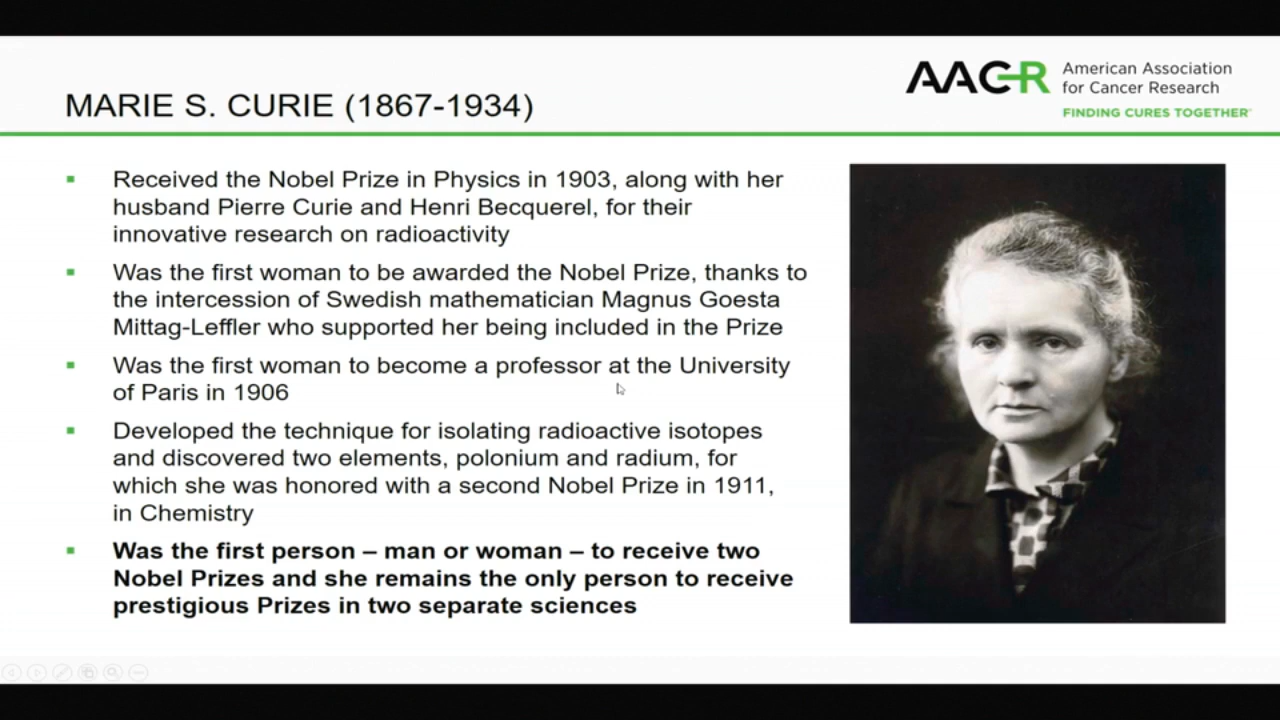 MARIE S. CURIE (1867-1934)
AACR
American Association
for Cancer Research
FINDING CURES TOGETHER
Received the Nobel Prize in Physics in 1903, along with her
husband Pierre Curie and Henri Becquerel, for their
innovative research on radioactivity
Was the first woman to be awarded the Nobel Prize, thanks to
the intercession of Swedish mathematician Magnus Goesta
Mittag-Leffler who supported her being included in the Prize
Was the first woman to become a professor at the University
of Paris in 1906
Developed the technique for isolating radioactive isotopes
and discovered two elements, polonium and radium, for
which she was honored with a second Nobel Prize in 1911,
in Chemistry
Was the first person – man or woman – to receive two
Nobel Prizes and she remains the only person to receive
prestigious Prizes in two separate sciences